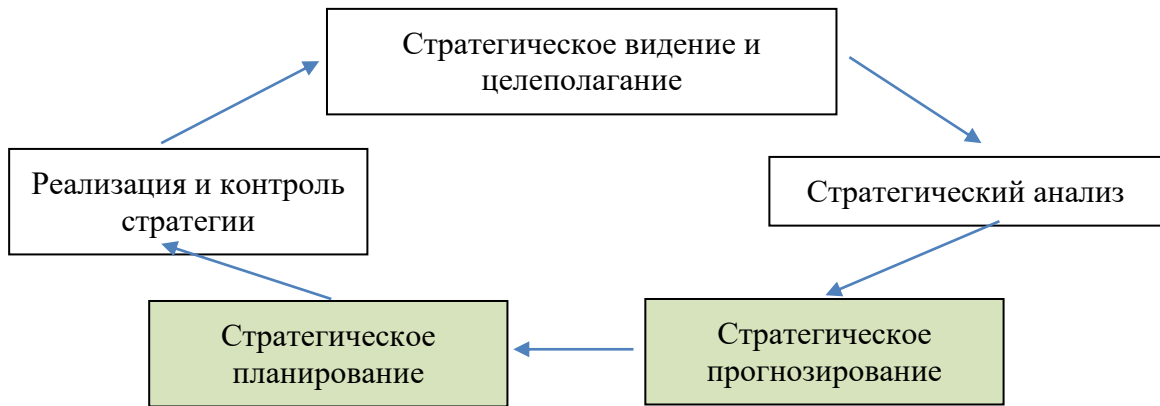 Стратегическое видение и
целеполагание
Реализация и контроль
стратегии
Стратегический анализ
Стратегическое
планирование
Стратегическое
прогнозирование